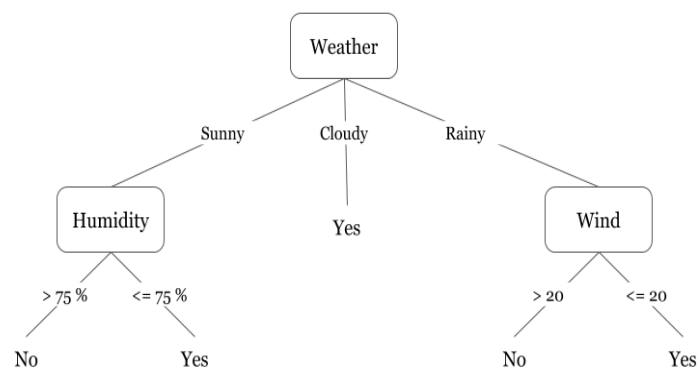 Weather
Sunny
Cloudy
Rainy
Humidity
Yes
Wind
> 75 %
<= 75 %
> 20
<= 20
No
Yes
No
Yes